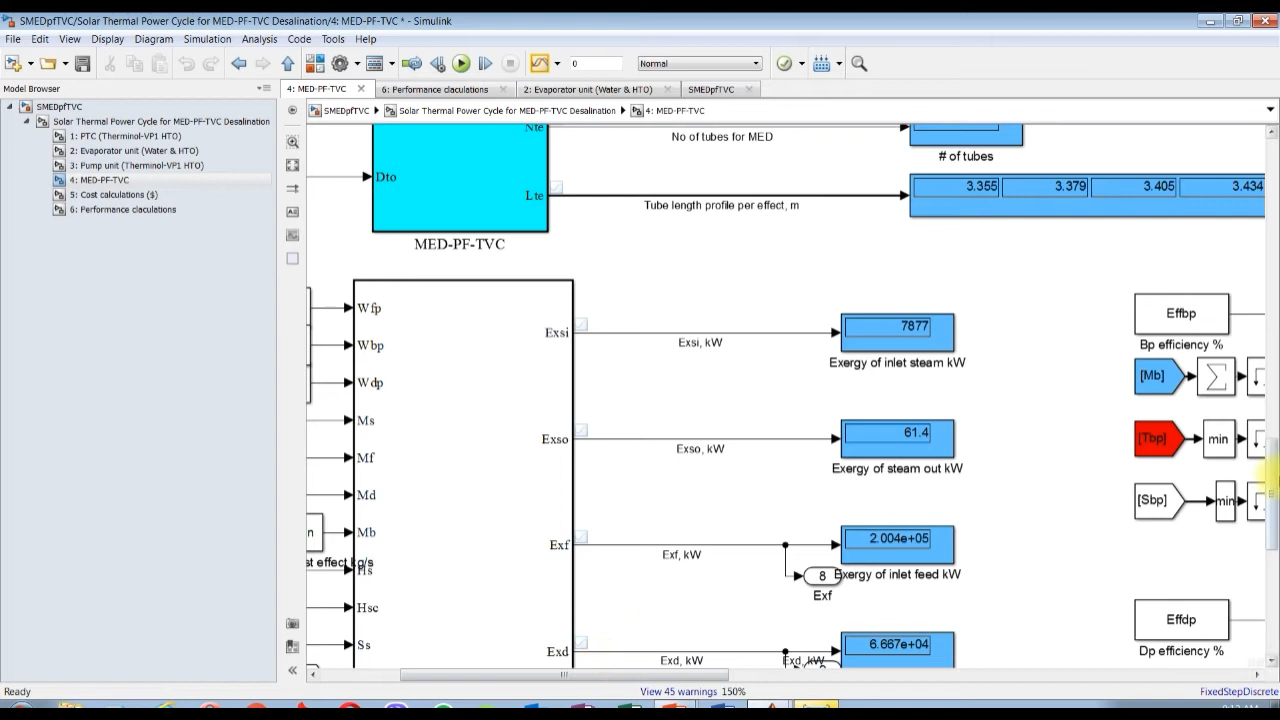 SMEDpfTVC/Solar Thermal Power Cycle for MED-PF-TVC Desalination/4: MED-PF-TVC * - Simulink
File Edit View Display Diagram Simulation Analysis Code Tools Help
0 Normal
Model Browser
4: MED-PF-TVC 6: Performance claculations 2: Evaporator unit (Water & HTO) SMEDpfTVC
SMEDpfTVC
Solar Thermal Power Cycle for MED-PF-TVC Desalination
1: PTC (Therminol-VP1 HTO)
2: Evaporator unit (Water & HTO)
3: Pump unit (Therminol-VP1 HTO)
4: MED-PF-TVC
5: Cost calculations ($)
6: Performance claculations
SMEDpfTVC Solar Thermal Power Cycle for MED-PF-TVC Desalination 4: MED-PF-TVC
Nte
No of tubes for MED
# of tubes
Dto
Lte
Tube length profile per effect, m
3.355 3.379 3.405 3.434
MED-PF-TVC
Wfp
Wbp
Wdp
Ms
Mf
Md
Mb
n
st effect kg/s
Hs
Hsc
Ss
Exsi
Exsi, kW
7877
Exergy of inlet steam kW
Exso
Exso, kW
61.4
Exergy of steam out kW
Exf
Exf, kW
2.004e+05
Exergy of inlet feed kW
8
Exf
Exd
Exd, kW
Exd, kW
6.667e+04
Effbp
Bp efficiency %
[Mb]
[Tbp] min
[Sbp] min
Effdp
Dp efficiency %
Ready
View 45 warnings 150%
FixedStepDiscrete